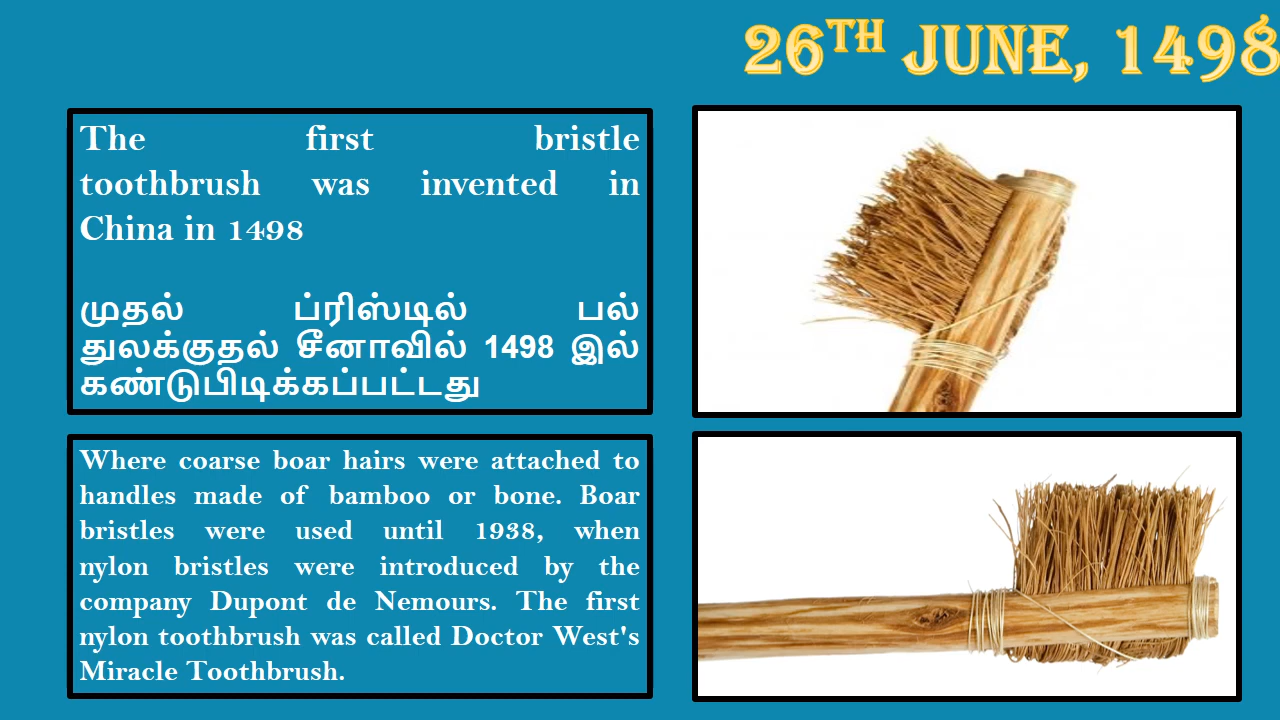 26TH JUNE, 1498
The first bristle
toothbrush was invented in
China in 1498
முதல் ப்ரிஸ்டில் பல்
துலக்குதல் சீனாவில் 1498 இல்
கண்டுபிடிக்கப்பட்டது
Where coarse boar hairs were attached to
handles made of bamboo or bone. Boar
bristles were used until 1938, when
nylon bristles were introduced by the
company Dupont de Nemours. The first
nylon toothbrush was called Doctor West's
Miracle Toothbrush.